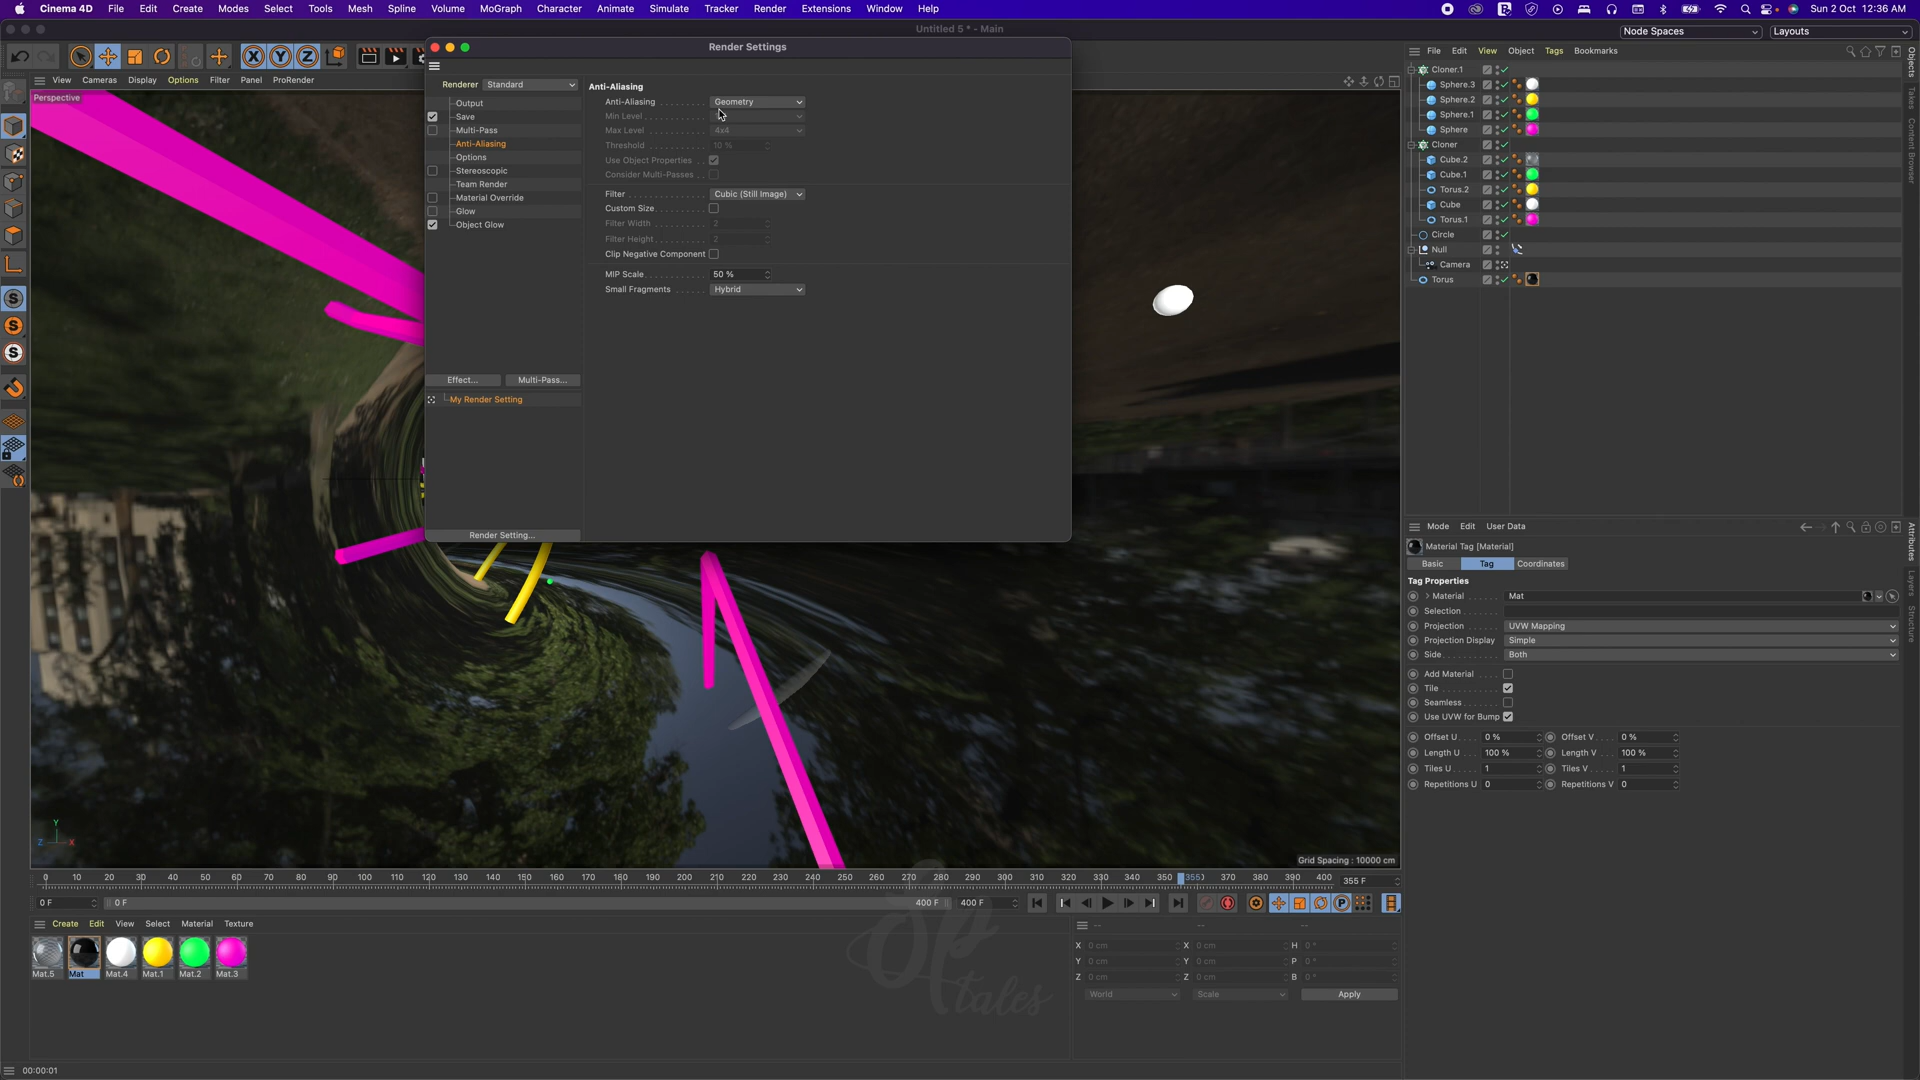 Cinema 4D File Edit Create Modes Select Tools Mesh Spline Volume MoGraph Character Animate Simulate Tracker Render Extensions Window Help
Sun 2 Oct 12:36 AM
Untitled 5 * - Main
Node Spaces
Layouts
Render Settings
View Cameras Display Options Filter Panel ProRender
Perspective
Renderer Standard
Output
Save
Multi-Pass
Anti-Aliasing
Options
Stereoscopic
Team Render
Material Override
Glow
Object Glow
Effect...
Multi-Pass...
My Render Setting
Render Setting...
Anti-Aliasing
Anti-Aliasing Geometry
Min Level
Max Level 4x4
Threshold 10 %
Use Object Properties
Consider Multi-Passes
Filter Cubic (Still Image)
Custom Size
Filter Width 2
Filter Height 2
Clip Negative Component
MIP Scale 50 %
Small Fragments Hybrid
Y
Z X
Grid Spacing : 10000 cm
File Edit View Object Tags Bookmarks
Cloner.1
Sphere.3
Sphere.2
Sphere.1
Sphere
Cloner
Cube.2
Cube.1
Torus.2
Cube
Torus.1
Circle
Null
Camera
Torus
Objects
Takes
Content Browser
Mode Edit User Data
Material Tag [Material]
Basic Tag Coordinates
Tag Properties
Material Mat
Selection
Projection UVW Mapping
Projection Display Simple
Side Both
Add Material
Tile
Seamless
Use UVW for Bump
Offset U 0 % Offset V 0 %
Length U 100 % Length V 100 %
Tiles U 1 Tiles V 1
Repetitions U 0 Repetitions V 0
Attributes
Layers
Structure
0 10 20 30 40 50 60 70 80 90 100 110 120 130 140 150 160 170 180 190 200 210 220 230 240 250 260 270 280 290 300 310 320 330 340 350 355 370 380 390 400 355 F
0 F 0 F 400 F 400 F
Create Edit View Select Material Texture
Mat.5 Mat Mat.4 Mat.1 Mat.2 Mat.3
-- -- --
X 0 cm X 0 cm H 0 °
Y 0 cm Y 0 cm P 0 °
Z 0 cm Z 0 cm B 0 °
World Scale Apply
tales
00:00:01